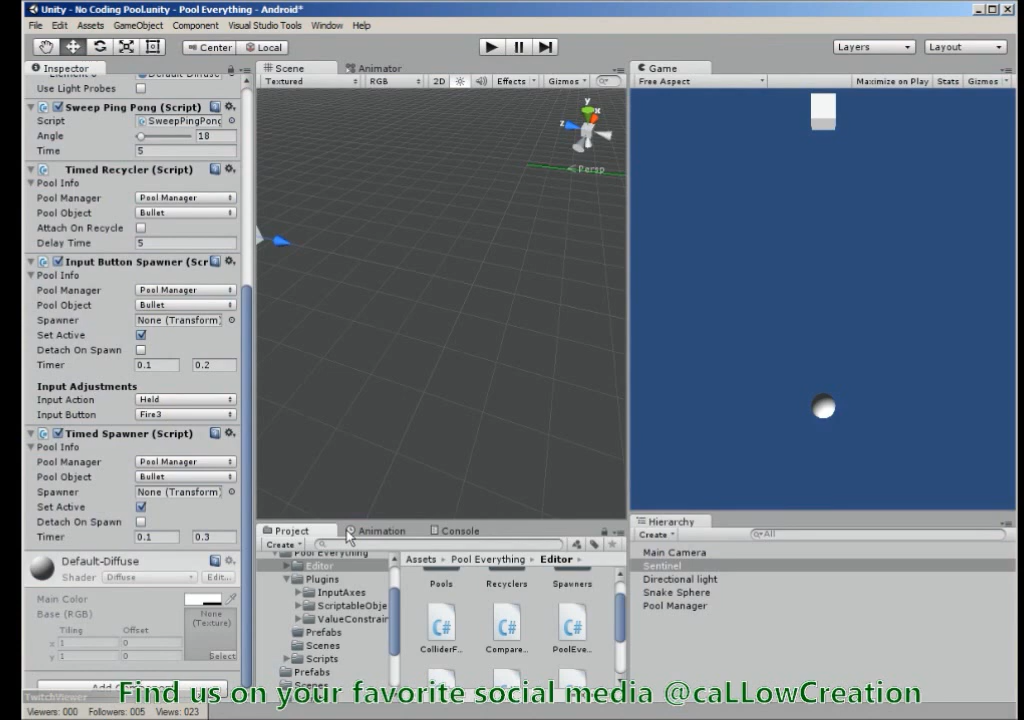 Unity - No Coding Pool.unity - Pool Everything - Android*
File Edit Assets GameObject Component Visual Studio Tools Window Help
Center Local Layers Layout
Inspector
Use Light Probes
Sweep Ping Pong (Script)
Script SweepPingPong
Angle 18
Time 5
Timed Recycler (Script)
Pool Info
Pool Manager Pool Manager
Pool Object Bullet
Attach On Recycle
Delay Time 5
Input Button Spawner (Scr
Pool Info
Pool Manager Pool Manager
Pool Object Bullet
Spawner None (Transform)
Set Active
Detach On Spawn
Timer 0.1 0.2
Input Adjustments
Input Action Held
Input Button Fire3
Timed Spawner (Script)
Pool Info
Pool Manager Pool Manager
Pool Object Bullet
Spawner None (Transform)
Set Active
Detach On Spawn
Timer 0.1 0.3
Default-Diffuse
Shader Diffuse Edit...
Main Color
Base (RGB)
Tiling Offset
x 1 0
y 1 0
None
(Texture)
Select
Scene Animator
Textured RGB 2D Effects Gizmos
y
x
z
Persp
Game
Free Aspect Maximize on Play Stats Gizmos
Project Animation Console
Create
Pool Everything
Editor
Plugins
InputAxes
ScriptableObje
ValueConstrain
Prefabs
Scenes
Scripts
Prefabs
Scenes
Assets Pool Everything Editor
Pools Recyclers Spawners
C# C# C#
ColliderF... Compare... PoolEve...
Hierarchy
Create All
Main Camera
Sentinel
Directional light
Snake Sphere
Pool Manager
Find us on your favorite social media @caLLowCreation
TwitchViewer
Viewers: 000 Followers: 005 Views: 023